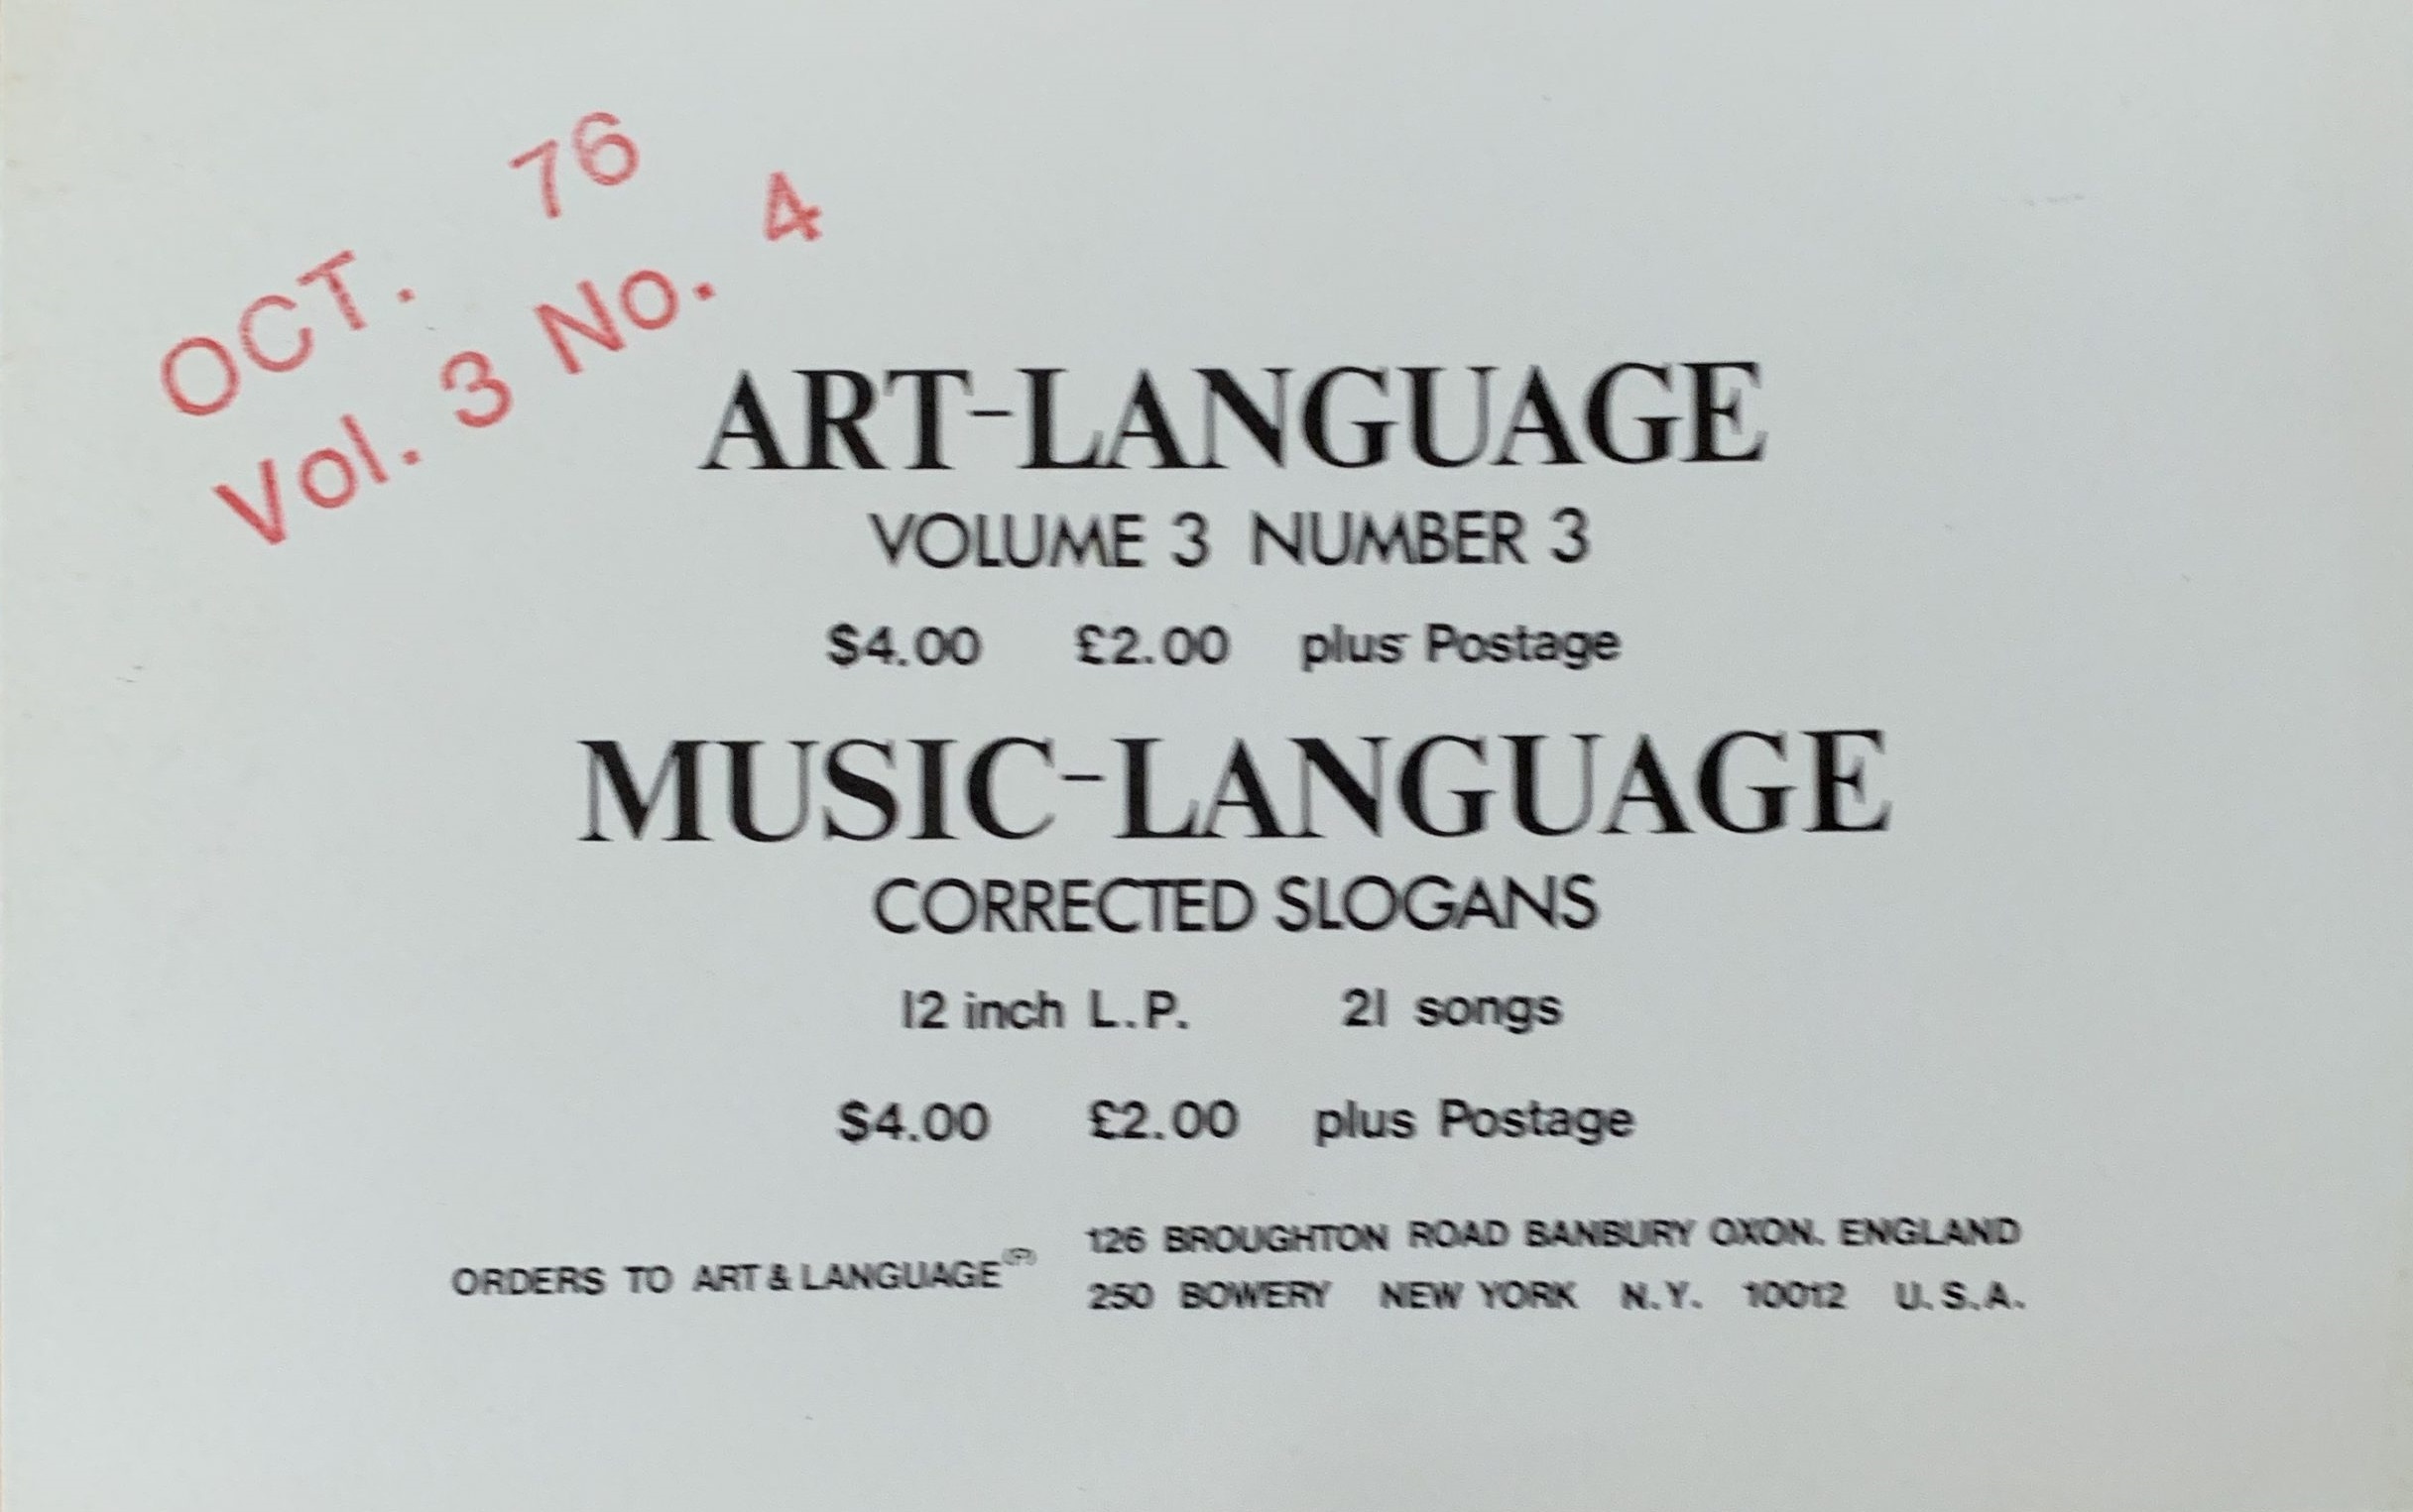 OCT. 76
Vol. 3 No. 4
ART-LANGUAGE
VOLUME 3 NUMBER 3
$4.00 £2.00 plus Postage
MUSIC-LANGUAGE
CORRECTED SLOGANS
12 inch L.P. 21 songs
$4.00 £2.00 plus Postage
ORDERS TO ART & LANGUAGE(P)
126 BROUGHTON ROAD BANBURY OXON. ENGLAND
250 BOWERY NEW YORK N.Y. 10012 U.S.A.